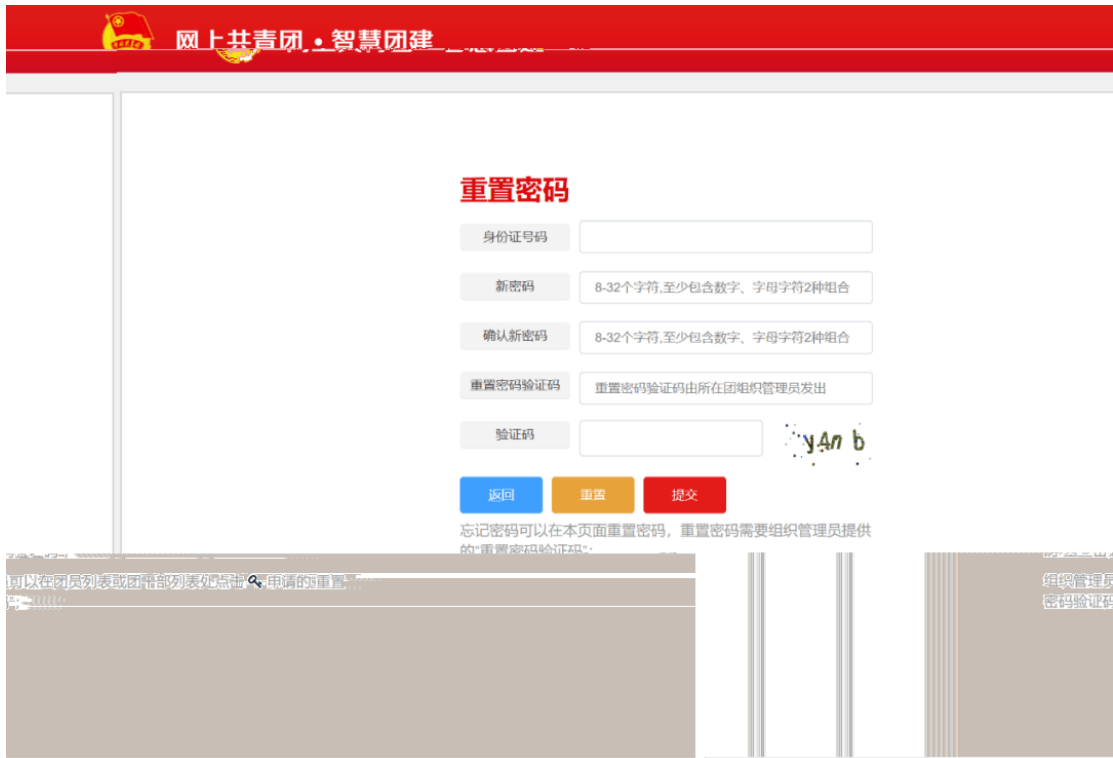 网上共青团·智慧团建
重置密码
身份证号码
新密码 8-32个字符,至少包含数字、字母字符2种组合
确认新密码 8-32个字符,至少包含数字、字母字符2种组合
重置密码验证码 重置密码验证码由所在团组织管理员发出
验证码 y4n b
返回 重置 提交
忘记密码可以在本页面重置密码，重置密码需要组织管理员提供
的"重置密码验证码"；
可以在团员列表或团干部列表处点击 申请的重置
组织管理员
密码验证码